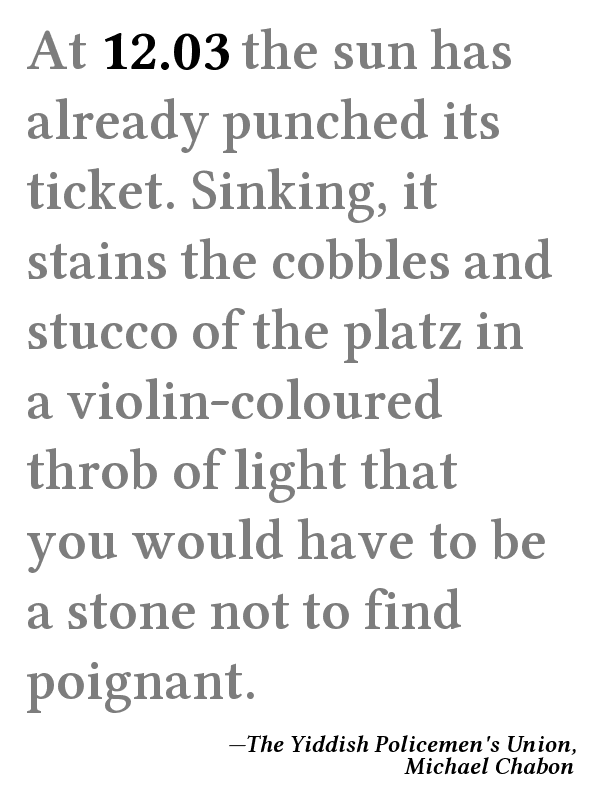 At 12.03 the sun has
already punched its
ticket. Sinking, it
stains the cobbles and
stucco of the platz in
a violin-coloured
throb of light that
you would have to be
a stone not to find
poignant.
—The Yiddish Policemen's Union,
Michael Chabon